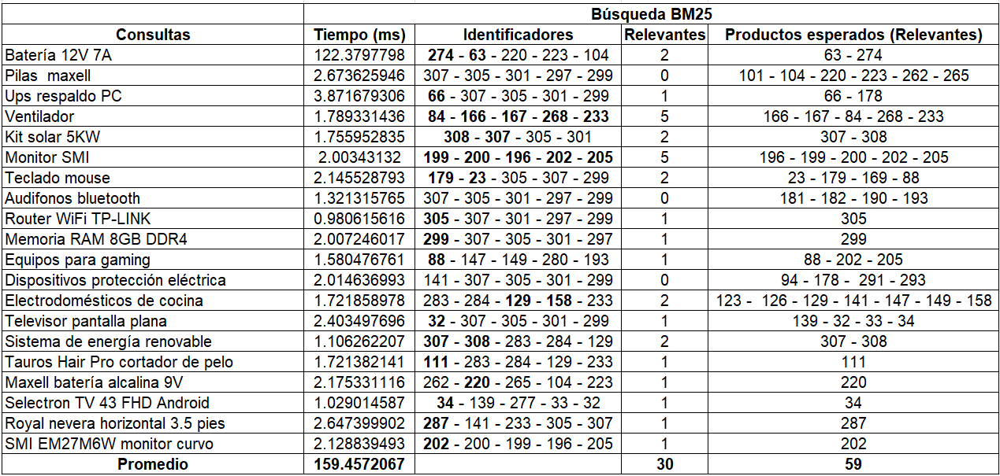 Búsqueda BM25
Consultas Tiempo (ms) Identificadores Relevantes Productos esperados (Relevantes)
Batería 12V 7A 122.3797798 274 - 63 - 220 - 223 - 104 2 63 - 274
Pilas  maxell 2.673625946 307 - 305 - 301 - 297 - 299 0 101 - 104 - 220 - 223 - 262 - 265
Ups respaldo PC 3.871679306 66 - 307 - 305 - 301 - 299 1 66 - 178
Ventilador 1.789331436 84 - 166 - 167 - 268 - 233 5 166 - 167 - 84 - 268 - 233
Kit solar 5KW 1.755952835 308 - 307 - 305 - 301 2 307 - 308
Monitor SMI 2.00343132 199 - 200 - 196 - 202 - 205 5 196 - 199 - 200 - 202 - 205
Teclado mouse 2.145528793 179 - 23 - 305 - 307 - 299 2 23 - 179 - 169 - 88
Audifonos bluetooth 1.321315765 307 - 305 - 301 - 297 - 299 0 181 - 182 - 190 - 193
Router WiFi TP-LINK 0.980615616 305 - 307 - 301 - 297 - 299 1 305
Memoria RAM 8GB DDR4 2.007246017 299 - 307 - 305 - 301 - 297 1 299
Equipos para gaming 1.580476761 88 - 147 - 149 - 280 - 193 1 88 - 202 - 205
Dispositivos protección eléctrica 2.014636993 141 - 307 - 305 - 301 - 299 0 94 - 178 -  291 - 293
Electrodomésticos de cocina 1.721858978 283 - 284 - 129 - 158 - 233 2 123 -  126 - 129 - 141 - 147 - 149 - 158
Televisor pantalla plana 2.403497696 32 - 307 - 305 - 301 - 299 1 139 - 32 - 33 - 34
Sistema de energía renovable 1.106262207 307 - 308 - 283 - 284 - 129 2 307 - 308
Tauros Hair Pro cortador de pelo 1.721382141 111 - 283 - 284 - 129 - 233 1 111
Maxell batería alcalina 9V 2.175331116 262 - 220 - 265 - 104 - 223 1 220
Selectron TV 43 FHD Android 1.029014587 34 - 139 - 277 - 33 - 32 1 34
Royal nevera horizontal 3.5 pies 2.647399902 287 - 141 - 233 - 305 - 307 1 287
SMI EM27M6W monitor curvo 2.128839493 202 - 200 - 199 - 196 - 205 1 202
Promedio 159.4572067 30 59